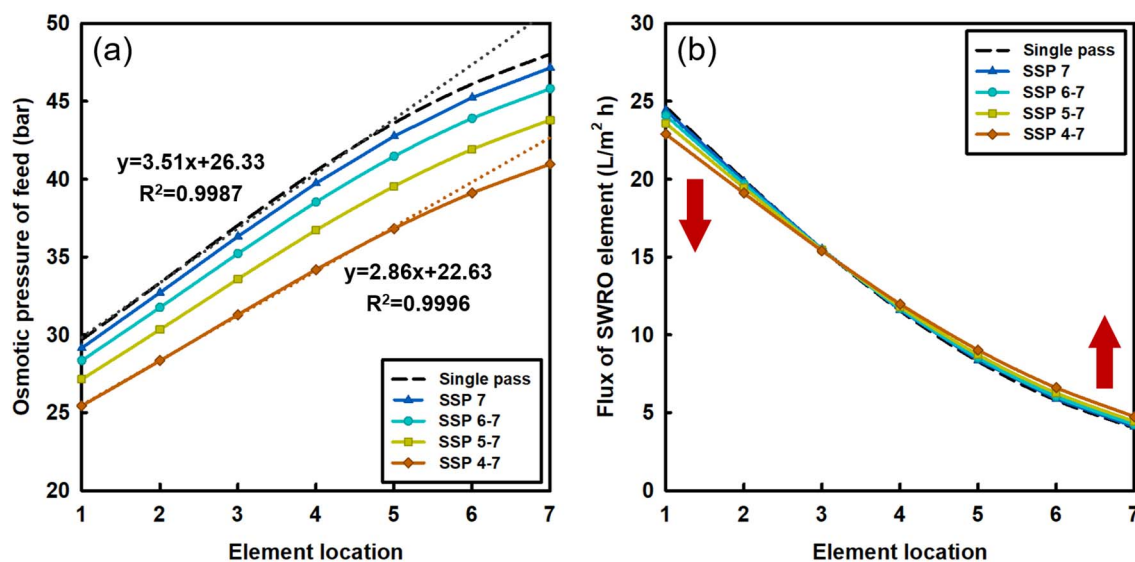 (a)
50
45
40
35
30
25
20
Osmotic pressure of feed (bar)
y=3.51x+26.33
R²=0.9987
y=2.86x+22.63
R²=0.9996
Single pass
SSP 7
SSP 6-7
SSP 5-7
SSP 4-7
1 2 3 4 5 6 7
Element location
(b)
30
25
20
15
10
5
0
Flux of SWRO element (L/m² h)
Single pass
SSP 7
SSP 6-7
SSP 5-7
SSP 4-7
1 2 3 4 5 6 7
Element location